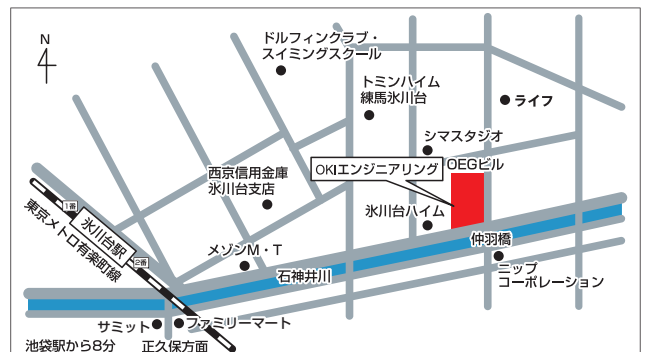 N
ドルフィンクラブ・
スイミングスクール
トミンハイム
練馬氷川台
ライフ
シマスタジオ
OKIエンジニアリング
OEGビル
西京信用金庫
氷川台支店
氷川台ハイム
1番
氷川台駅
2番
東京メトロ有楽町線
メゾンM・T
仲羽橋
石神井川
ニップ
コーポレーション
サミット
ファミリーマート
池袋駅から8分
正久保方面